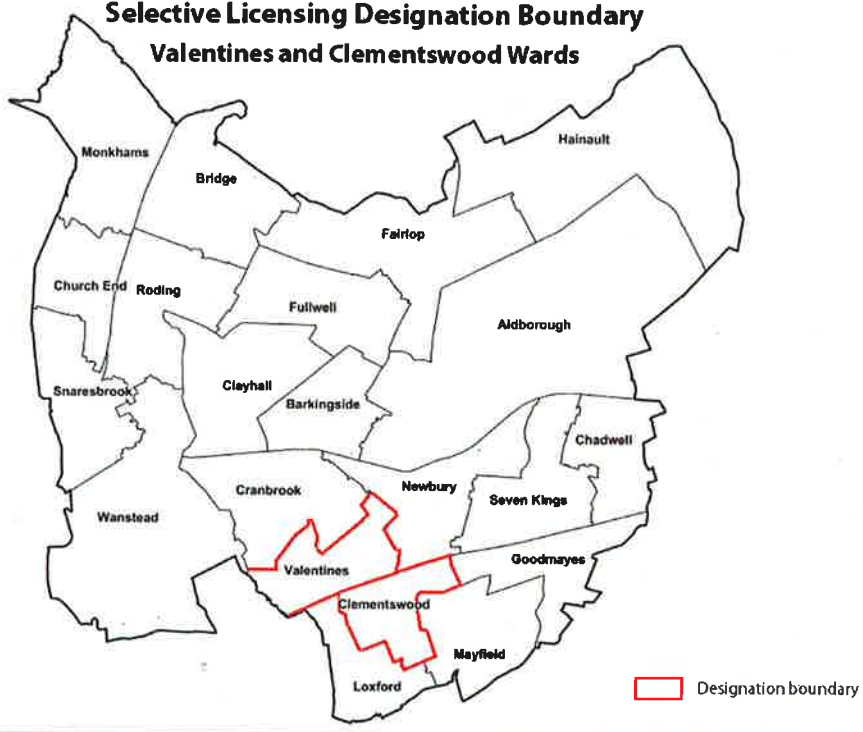 Selective Licensing Designation Boundary
Valentines and Clementswood Wards
Hainault
Monkhams
Bridge
Fairlop
Church End
Roding
Fullwell
Aldborough
Clayhall
Snaresbrook
Barkingside
Chadwell
Cranbrook
Newbury
Seven Kings
Wanstead
Goodmayes
Valentines
Clementswood
Mayfield
Loxford
Designation boundary